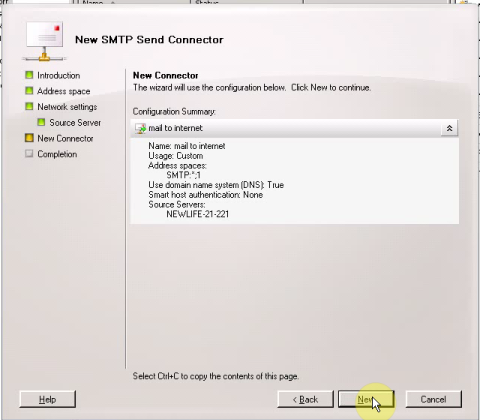 Name
Status
New SMTP Send Connector
Introduction
Address space
Network settings
Source Server
New Connector
Completion
New Connector
The wizard will use the configuration below. Click New to continue.
Configuration Summary:
mail to internet
Name: mail to internet
Usage: Custom
Address spaces:
SMTP:*;1
Use domain name system (DNS): True
Smart host authentication: None
Source Servers:
NEWLIFE-21-221
Select Ctrl+C to copy the contents of this page.
Help
< Back
New
Cancel